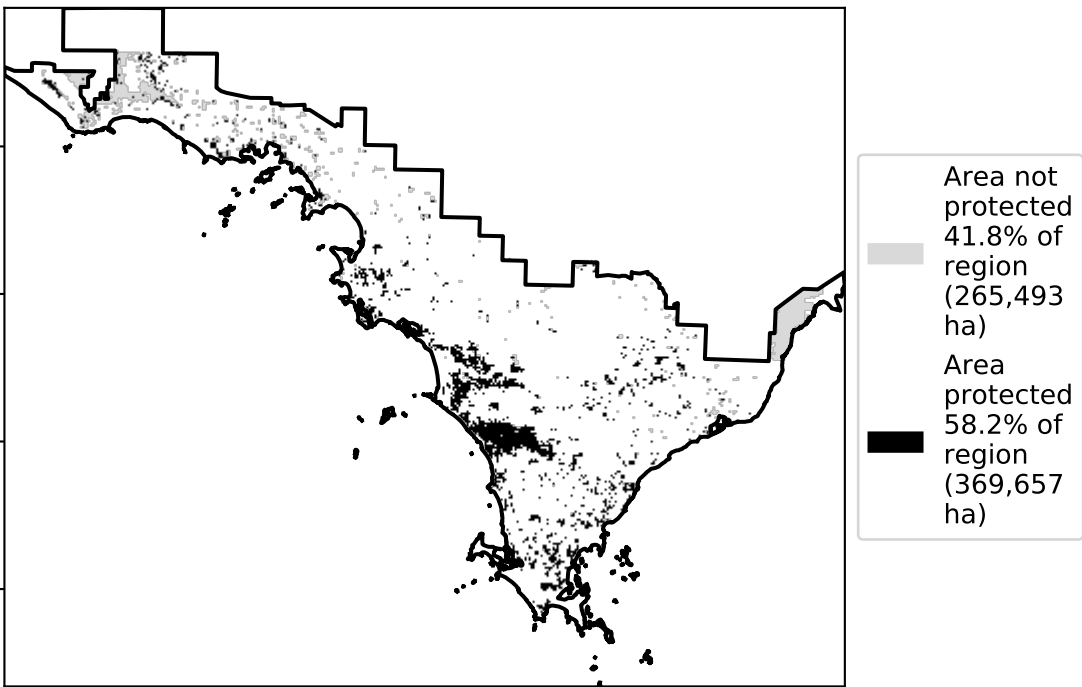 Area not
protected
41.8% of
region
(265,493
ha)
Area
protected
58.2% of
region
(369,657
ha)